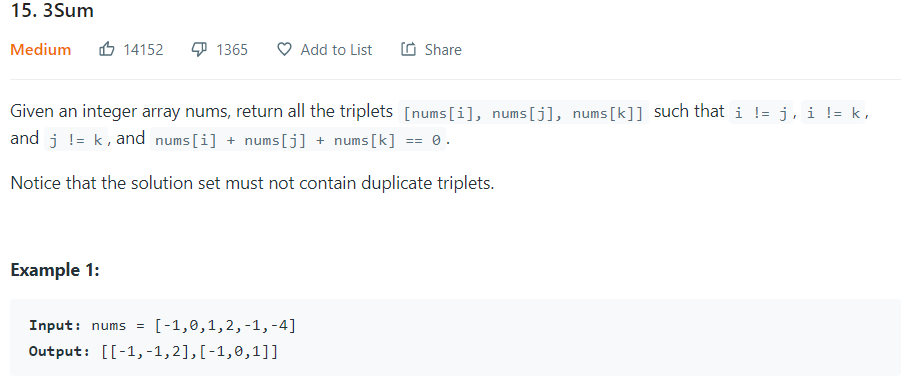 15. 3Sum
Medium 14152 1365 Add to List Share
Given an integer array nums, return all the triplets [nums[i], nums[j], nums[k]] such that i != j, i != k,
and j != k, and nums[i] + nums[j] + nums[k] == 0.
Notice that the solution set must not contain duplicate triplets.
Example 1:
Input: nums = [-1,0,1,2,-1,-4]
Output: [[-1,-1,2],[-1,0,1]]